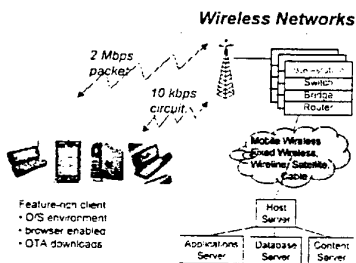 Wireless Networks
2 Mbps
packet
10 kbps
circuit
Switch
Bridge
Router
Mobile Wireless
Fixed Wireless,
Wireline, Satellite,
Cable
Host
Server
Feature-rich client
• O/S environment
• browser enabled
• OTA downloads
Applications
Server
Database
Server
Content
Server